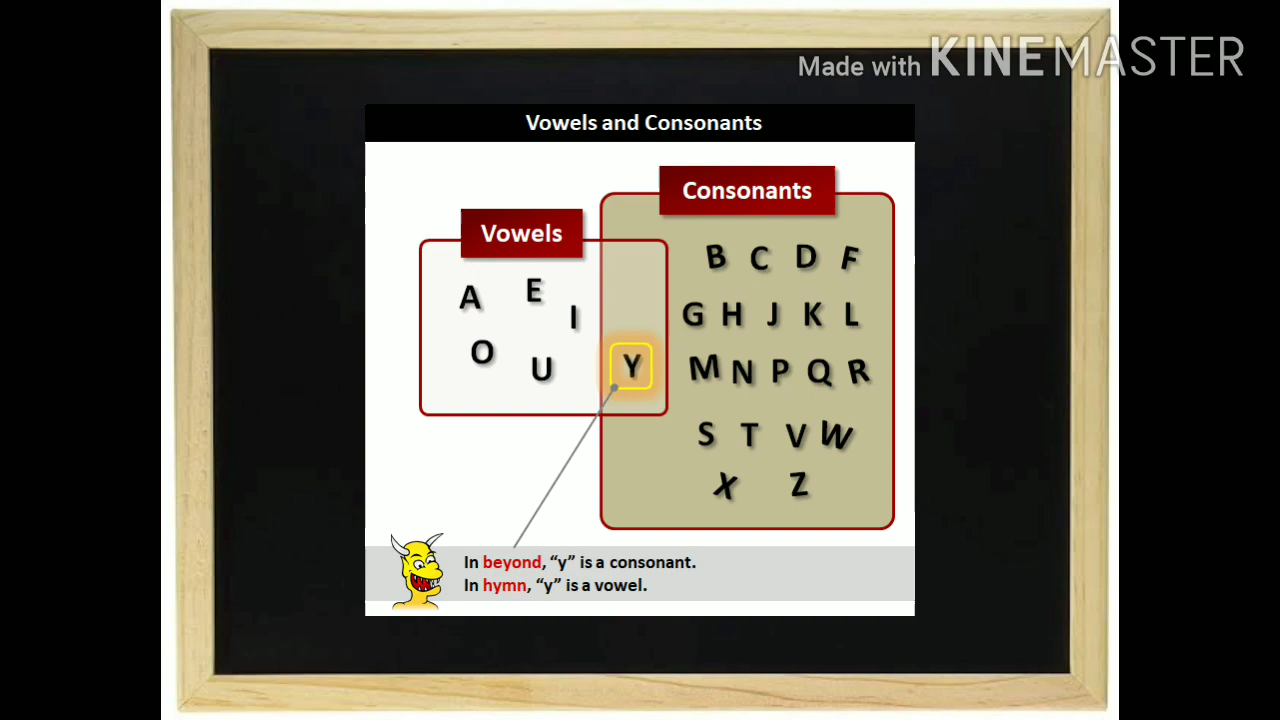 Made with KINEMASTER
Vowels and Consonants
Consonants
Vowels
B C D F
A E I
G H J K L
O U Y
M N P Q R
S T V W
X Z
In beyond, “y” is a consonant.
In hymn, “y” is a vowel.